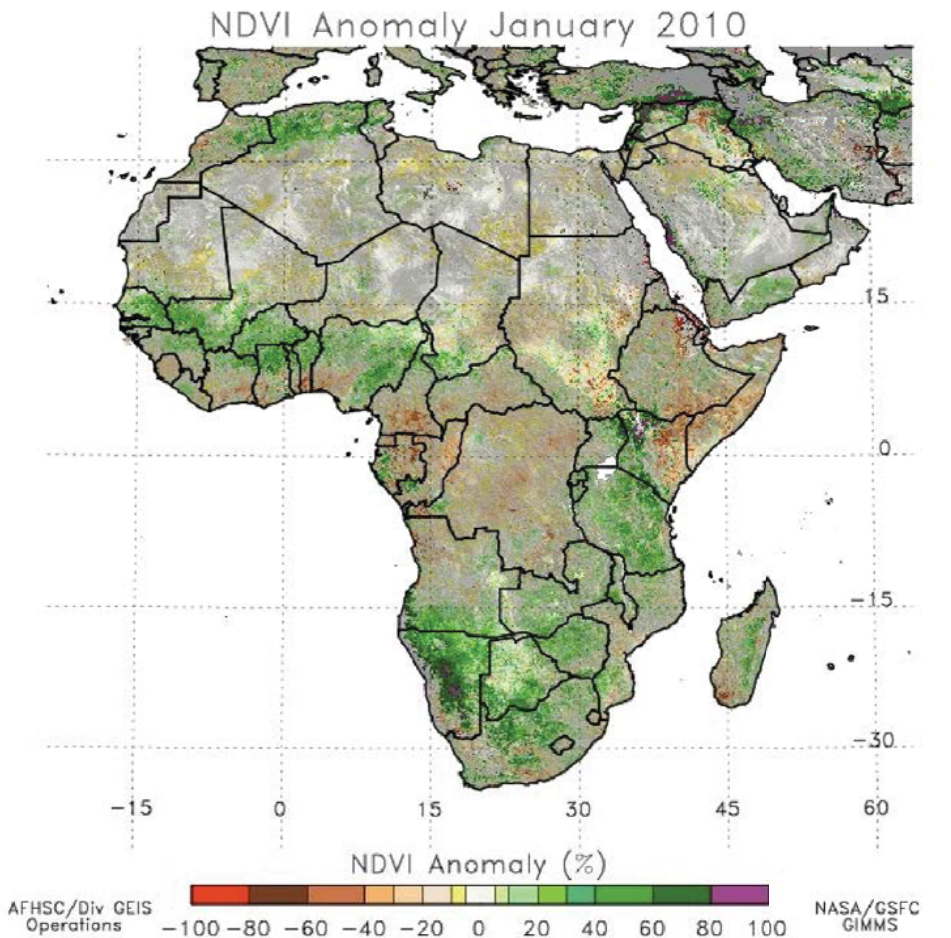 NDVI Anomaly January 2010
15
0
-15
-30
-15 0 15 30 45 60
NDVI Anomaly (%)
AFHSC/Div GEIS
Operations
-100 -80 -60 -40 -20 0 20 40 60 80 100
NASA/GSFC
GIMMS